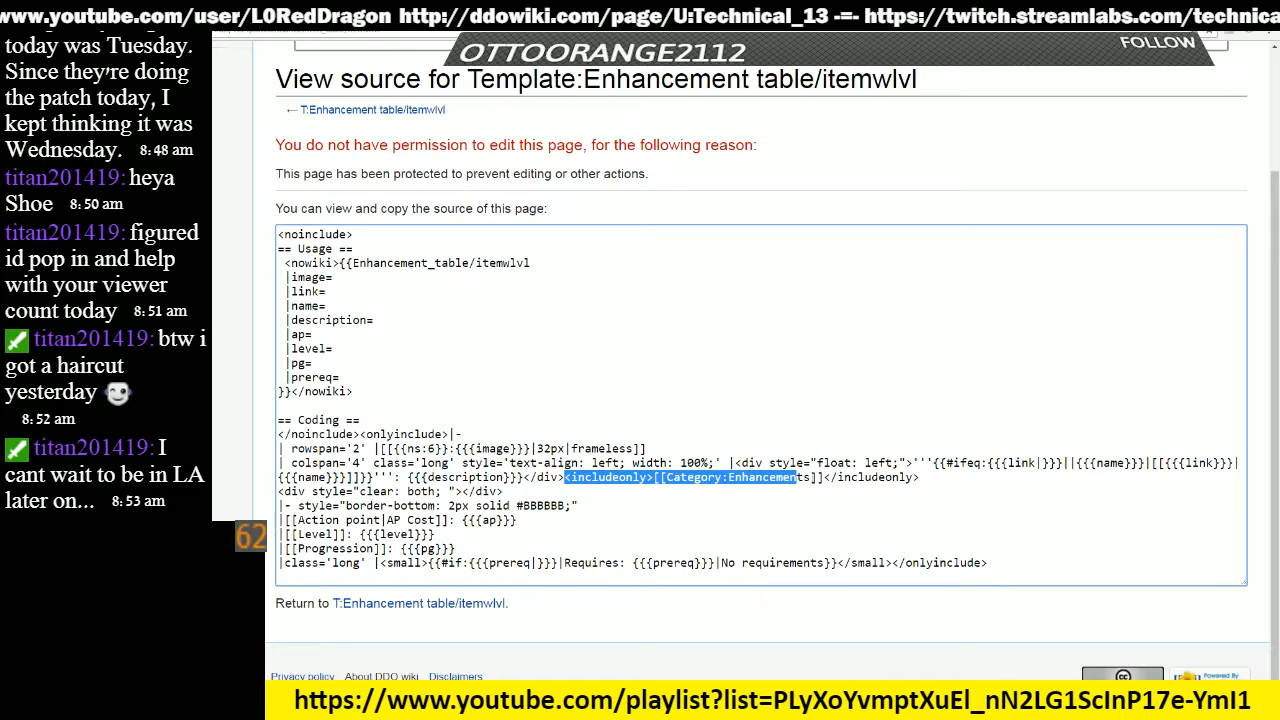 www.youtube.com/user/L0RedDragon http://ddowiki.com/page/U:Technical_13 -=- https://twitch.streamlabs.com/technica
today was Tuesday.
Since they're doing
the patch today, I
kept thinking it was
Wednesday. 8:48 am
titan201419: heya
Shoe 8:50 am
titan201419: figured
id pop in and help
with your viewer
count today 8:51 am
titan201419: btw i
got a haircut
yesterday
8:52 am
titan201419: I
cant wait to be in LA
later on... 8:53 am
62
OTTOORANGE2112
FOLLOW
View source for Template:Enhancement table/itemwlvl
← T:Enhancement table/itemwlvl
You do not have permission to edit this page, for the following reason:
This page has been protected to prevent editing or other actions.
You can view and copy the source of this page:
<noinclude>
== Usage ==
<nowiki>{{Enhancement_table/itemwlvl
|image=
|link=
|name=
|description=
|ap=
|level=
|pg=
|prereq=
}}</nowiki>
== Coding ==
</noinclude><onlyinclude>|-
| rowspan='2' |[[{{ns:6}}:{{{image}}}|32px|frameless]]
| colspan='4' class='long' style='text-align: left; width: 100%;' |<div style="float: left;">'''{{#ifeq:{{{link|}}}||{{{name}}}|[[{{{link}}}|
{{{name}}}]]}}''': {{{description}}}</div><includeonly>[[Category:Enhancements]]</includeonly>
<div style="clear: both; "></div>
|- style="border-bottom: 2px solid #BBBBBB;"
|[[Action point|AP Cost]]: {{{ap}}}
|[[Level]]: {{{level}}}
|[[Progression]]: {{{pg}}}
|class='long' |<small>{{#if:{{{prereq|}}}|Requires: {{{prereq}}}|No requirements}}</small></onlyinclude>
Return to T:Enhancement table/itemwlvl.
Privacy policy About DDO wiki Disclaimers
Powered By
https://www.youtube.com/playlist?list=PLyXoYvmptXuEl_nN2LG1ScInP17e-YmI1